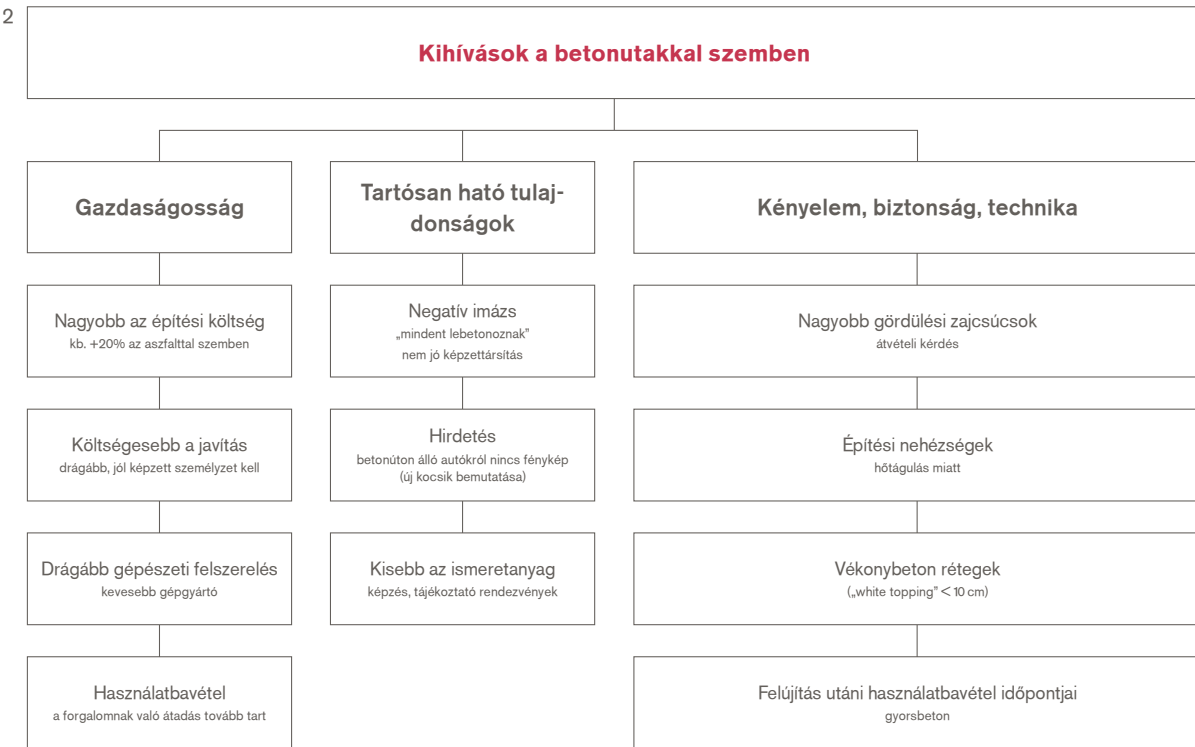 2
Kihívások a betonutakkal szemben
Gazdaságosság
Nagyobb az építési költség
kb. +20% az aszfalttal szemben
Költségesebb a javítás
drágább, jól képzett személyzet kell
Drágább gépészeti felszerelés
kevesebb gépgyártó
Használatbavétel
a forgalomnak való átadás tovább tart
Tartósan ható tulaj-
donságok
Negatív imázs
„mindent lebetonoznak”
nem jó képzettársítás
Hirdetés
betonúton álló autókról nincs fénykép
(új kocsik bemutatása)
Kisebb az ismeretanyag
képzés, tájékoztató rendezvények
Kényelem, biztonság, technika
Nagyobb gördülési zajcsúcsok
átvételi kérdés
Építési nehézségek
hőtágulás miatt
Vékonybeton rétegek
(„white topping” < 10 cm)
Felújítás utáni használatbavétel időpontjai
gyorsbeton